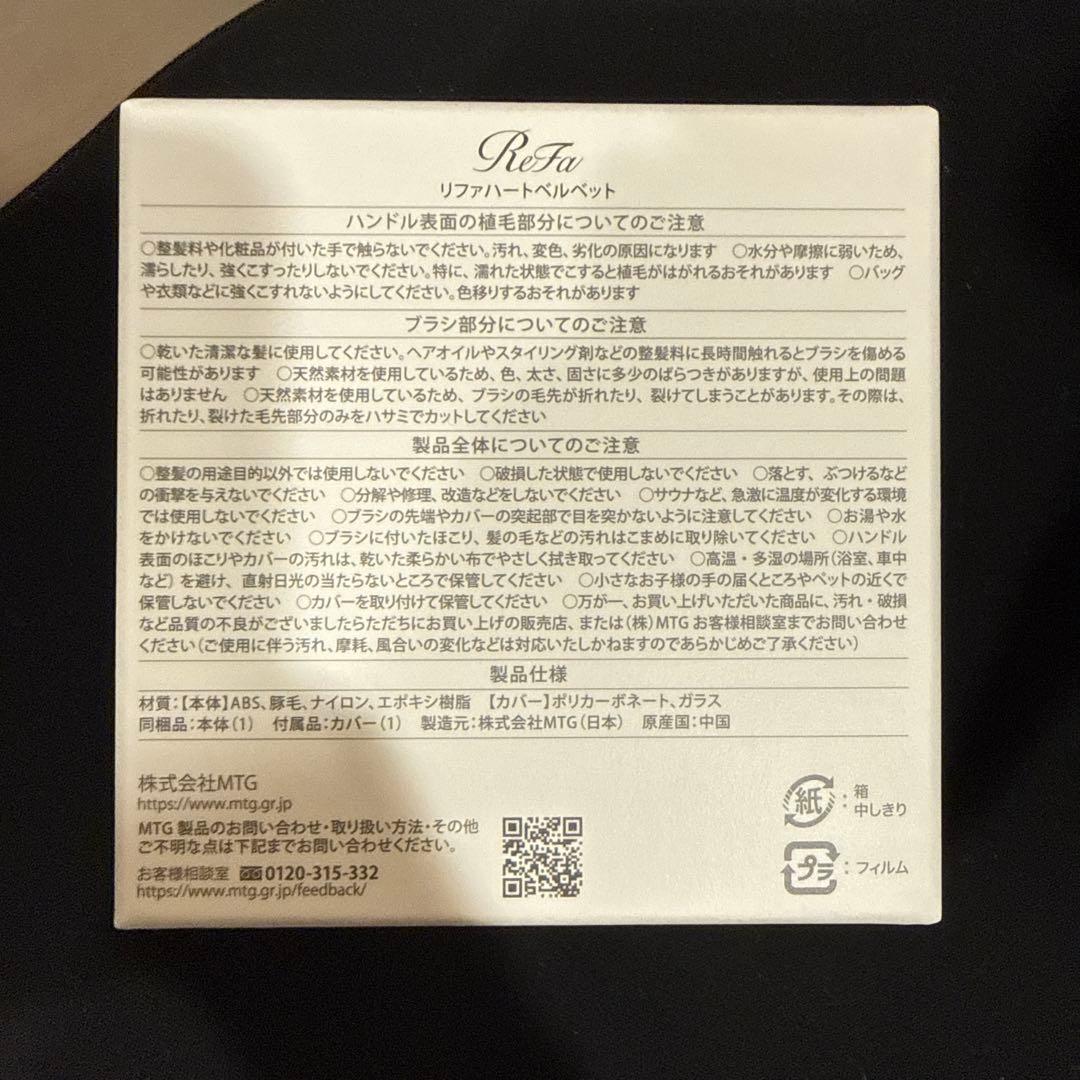 ReFa
リファハートベルベット
ハンドル表面の植毛部分についてのご注意
○整髪料や化粧品が付いた手で触らないでください。汚れ、変色、劣化の原因になります　○水分や摩擦に弱いため、
濡らしたり、強くこすったりしないでください。特に、濡れた状態でこすると植毛がはがれるおそれがあります　○バッグ
や衣類などに強くこすれないようにしてください。色移りするおそれがあります
ブラシ部分についてのご注意
○乾いた清潔な髪に使用してください。ヘアオイルやスタイリング剤などの整髪料に長時間触れるとブラシを傷める
可能性があります　○天然素材を使用しているため、色、太さ、固さに多少のばらつきがありますが、使用上の問題
はありません　○天然素材を使用しているため、ブラシの毛先が折れたり、裂けてしまうことがあります。その際は、
折れたり、裂けた毛先部分のみをハサミでカットしてください
製品全体についてのご注意
○整髪の用途目的以外では使用しないでください　○破損した状態で使用しないでください　○落とす、ぶつけるなど
の衝撃を与えないでください　○分解や修理、改造などをしないでください　○サウナなど、急激に温度が変化する環境
では使用しないでください　○ブラシの先端やカバーの突起部で目を突かないように注意してください　○お湯や水
をかけないでください　○ブラシに付いたほこり、髪の毛などの汚れはこまめに取り除いてください　○ハンドル
表面のほこりやカバーの汚れは、乾いた柔らかい布でやさしく拭き取ってください　○高温・多湿の場所（浴室、車中
など）を避け、直射日光の当たらないところで保管してください　○小さなお子様の手の届くところやペットの近くで
保管しないでください　○カバーを取り付けて保管してください　○万が一、お買い上げいただいた商品に、汚れ・破損
など品質の不良がございましたらただちにお買い上げの販売店、または（株）MTG お客様相談室までお問い合わせ
ください（ご使用に伴う汚れ、摩耗、風合いの変化などは対応いたしかねますのであらかじめご了承ください）
製品仕様
材質：【本体】ABS、豚毛、ナイロン、エポキシ樹脂　【カバー】ポリカーボネート、ガラス
同梱品：本体（1）　付属品：カバー（1）　製造元：株式会社MTG（日本）　原産国：中国
株式会社MTG
https://www.mtg.gr.jp
MTG 製品のお問い合わせ・取り扱い方法・その他
ご不明な点は下記までお問い合わせください。
お客様相談室 0120-315-332
https://www.mtg.gr.jp/feedback/
紙：箱
中しきり
プラ：フィルム